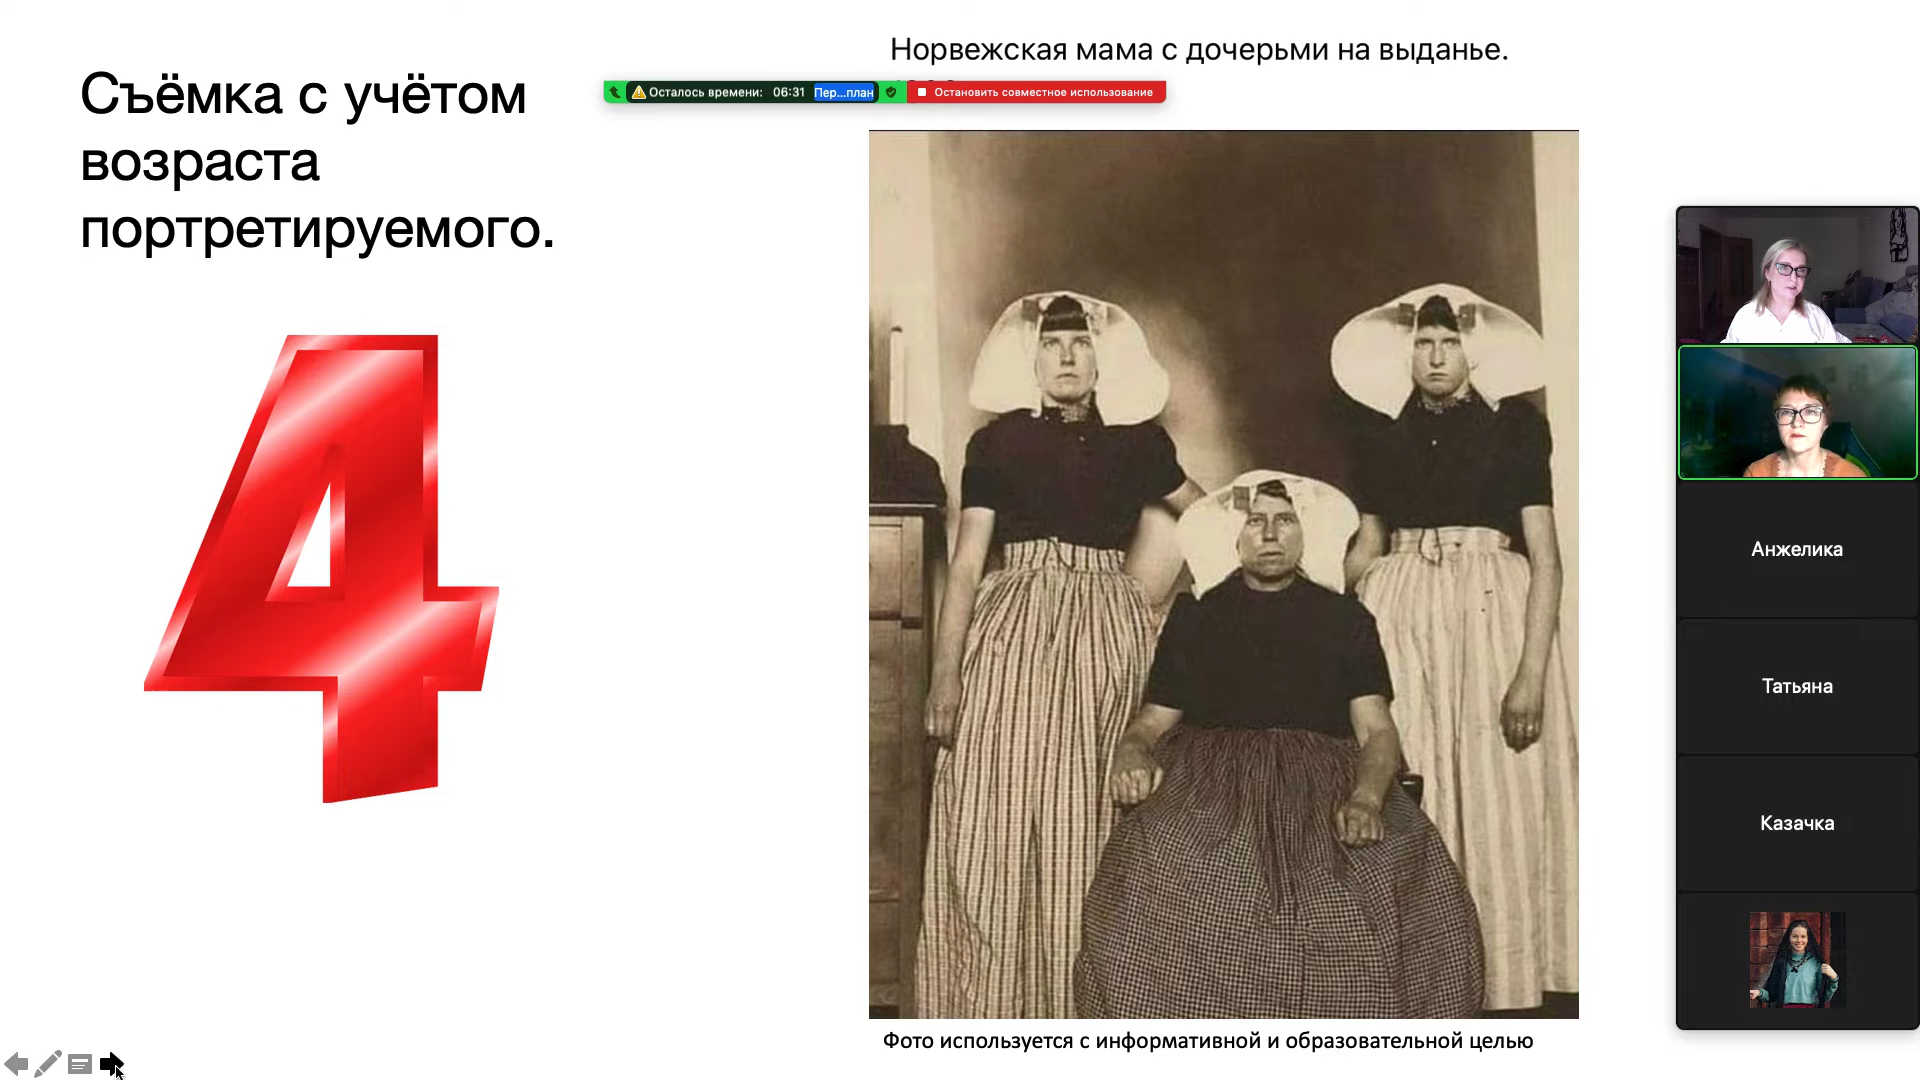 Съёмка с учётом
возраста
портретируемого.
4
Норвежская мама с дочерьми на выданье.
Осталось времени: 06:31 Пер...план
Остановить совместное использование
Фото используется с информативной и образовательной целью
Анжелика
Татьяна
Казачка